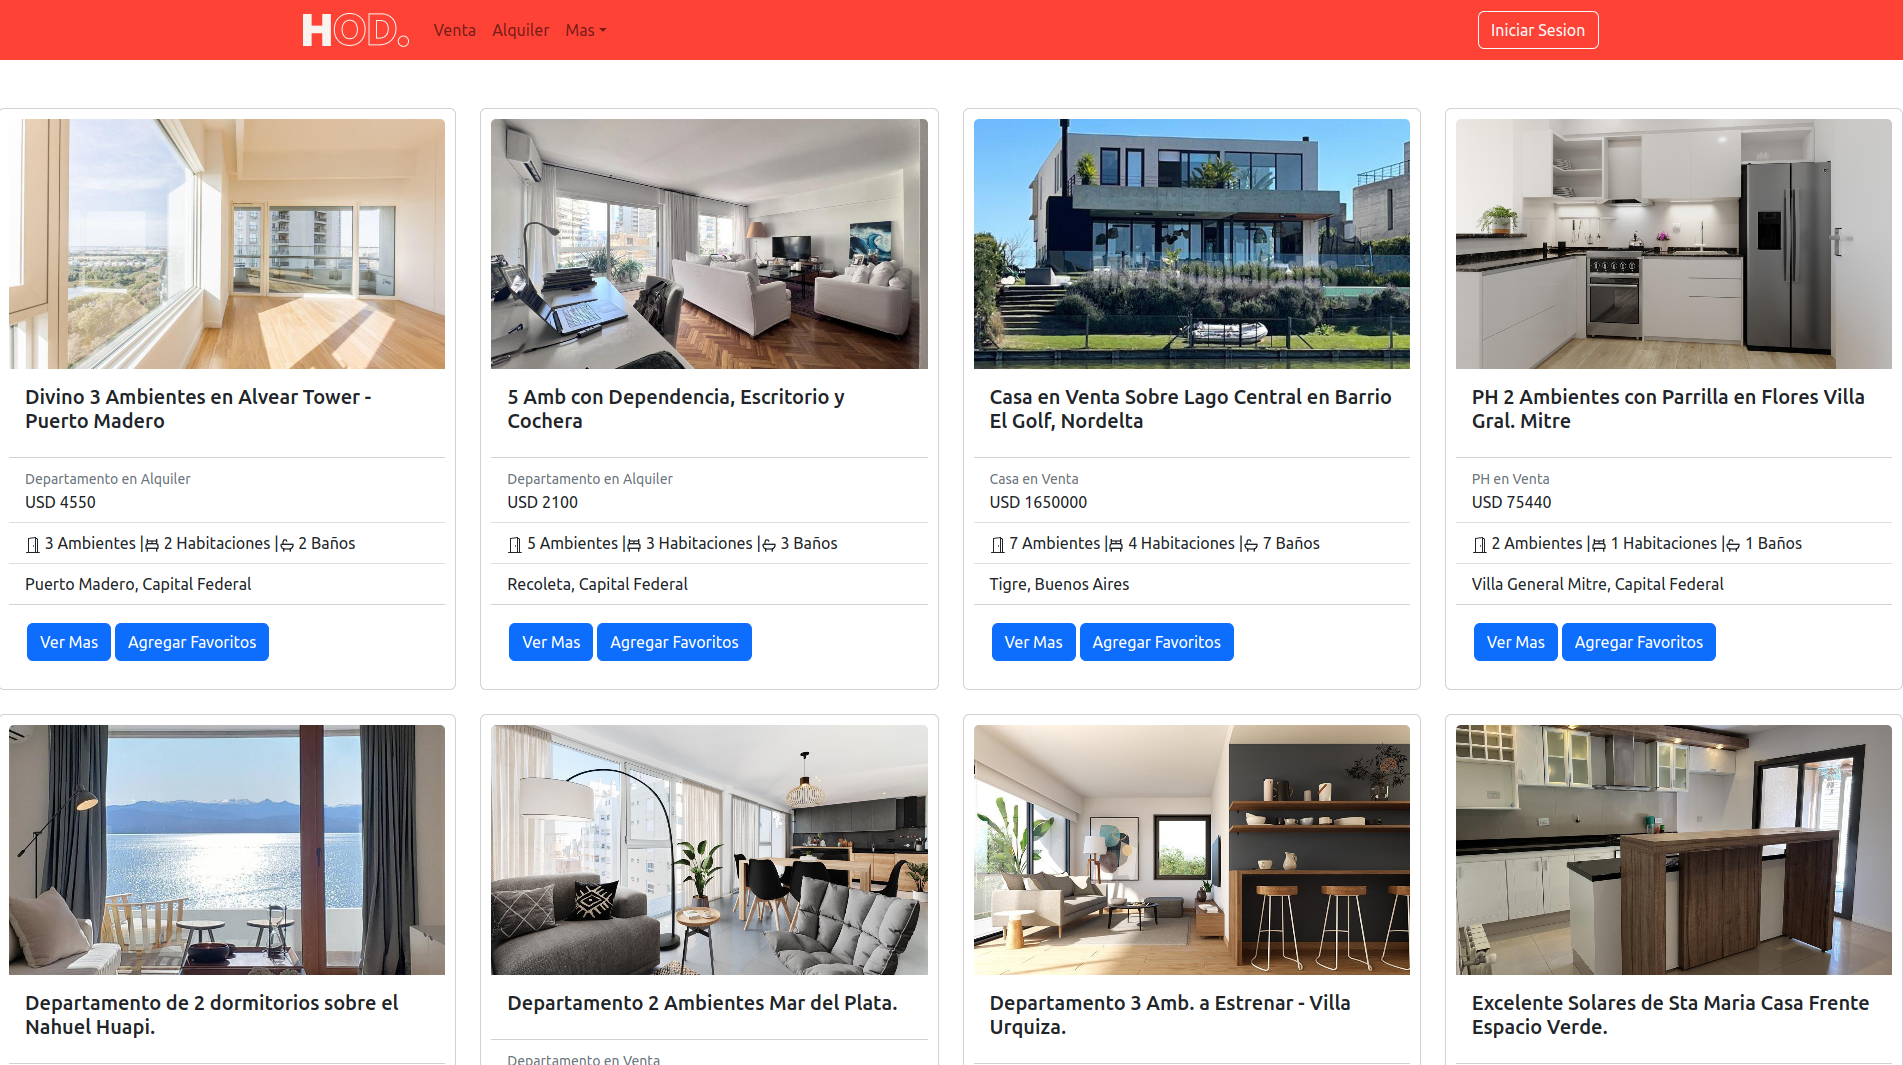 HOD. Venta Alquiler Mas Iniciar Sesion
Divino 3 Ambientes en Alvear Tower -
Puerto Madero
Departamento en Alquiler
USD 4550
3 Ambientes | 2 Habitaciones | 2 Baños
Puerto Madero, Capital Federal
Ver Mas Agregar Favoritos
5 Amb con Dependencia, Escritorio y
Cochera
Departamento en Alquiler
USD 2100
5 Ambientes | 3 Habitaciones | 3 Baños
Recoleta, Capital Federal
Ver Mas Agregar Favoritos
Casa en Venta Sobre Lago Central en Barrio
El Golf, Nordelta
Casa en Venta
USD 1650000
7 Ambientes | 4 Habitaciones | 7 Baños
Tigre, Buenos Aires
Ver Mas Agregar Favoritos
PH 2 Ambientes con Parrilla en Flores Villa
Gral. Mitre
PH en Venta
USD 75440
2 Ambientes | 1 Habitaciones | 1 Baños
Villa General Mitre, Capital Federal
Ver Mas Agregar Favoritos
Departamento de 2 dormitorios sobre el
Nahuel Huapi.
Departamento 2 Ambientes Mar del Plata.
Departamento en Venta
Departamento 3 Amb. a Estrenar - Villa
Urquiza.
Excelente Solares de Sta Maria Casa Frente
Espacio Verde.